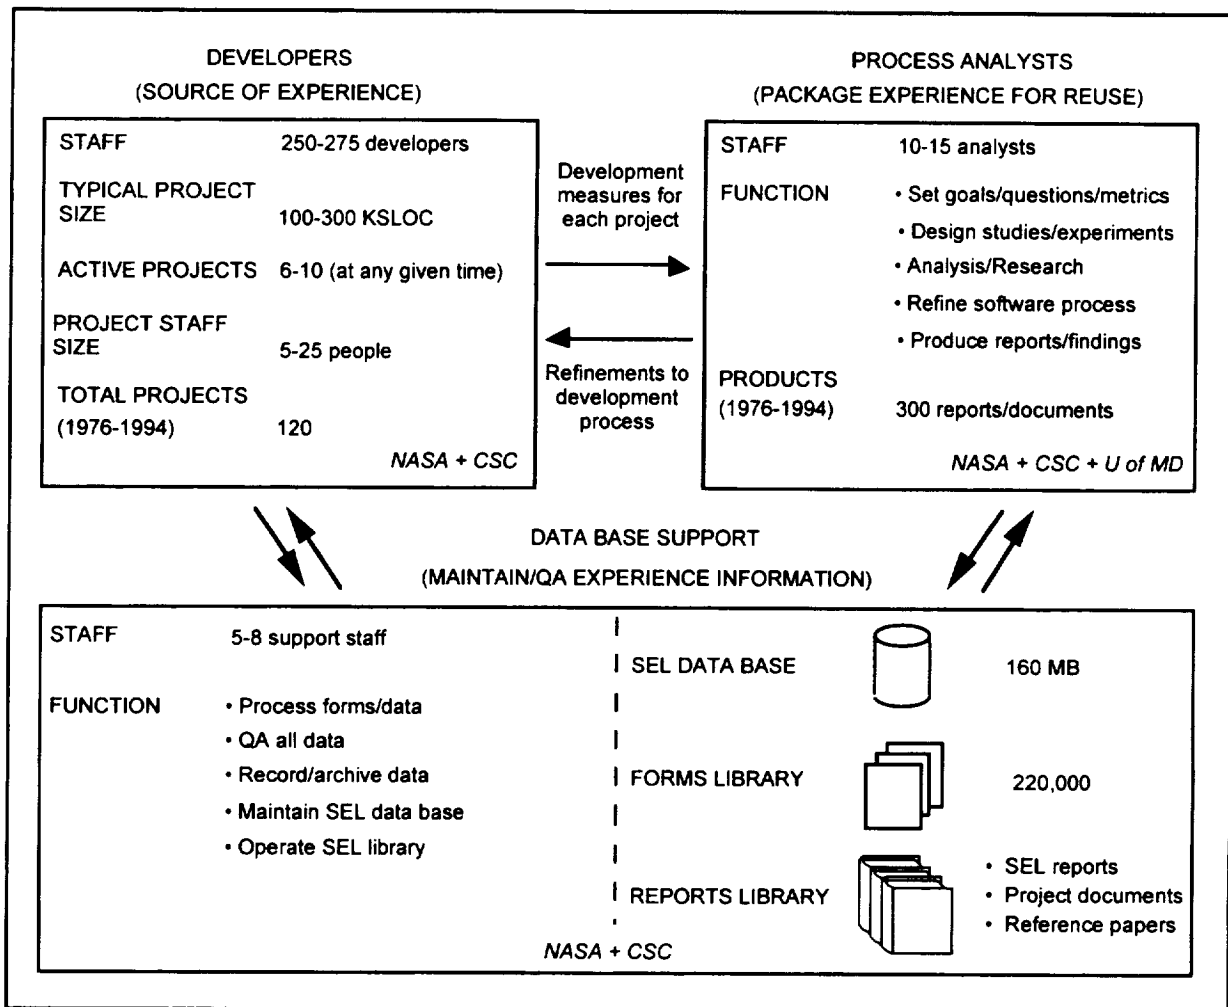 DEVELOPERS
(SOURCE OF EXPERIENCE)
STAFF 250-275 developers
TYPICAL PROJECT
SIZE 100-300 KSLOC
ACTIVE PROJECTS 6-10 (at any given time)
PROJECT STAFF
SIZE 5-25 people
TOTAL PROJECTS
(1976-1994) 120
NASA + CSC
Development
measures for
each project
Refinements to
development
process
PROCESS ANALYSTS
(PACKAGE EXPERIENCE FOR REUSE)
STAFF 10-15 analysts
FUNCTION • Set goals/questions/metrics
• Design studies/experiments
• Analysis/Research
• Refine software process
• Produce reports/findings
PRODUCTS
(1976-1994) 300 reports/documents
NASA + CSC + U of MD
DATA BASE SUPPORT
(MAINTAIN/QA EXPERIENCE INFORMATION)
STAFF 5-8 support staff
FUNCTION • Process forms/data
• QA all data
• Record/archive data
• Maintain SEL data base
• Operate SEL library
SEL DATA BASE 160 MB
FORMS LIBRARY 220,000
REPORTS LIBRARY
• SEL reports
• Project documents
• Reference papers
NASA + CSC